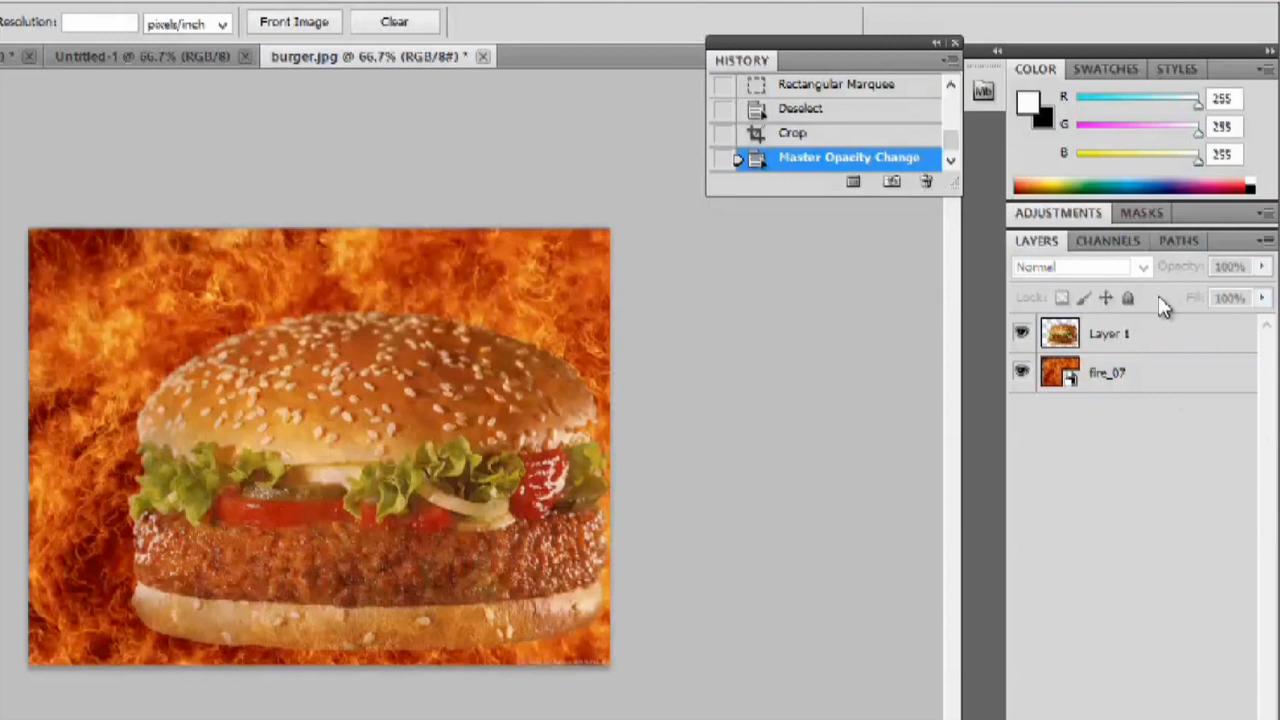 Resolution: pixels/inch Front Image Clear
) * Untitled-1 @ 66.7% (RGB/8) burger.jpg @ 66.7% (RGB/8#) *
HISTORY
Rectangular Marquee
Deselect
Crop
Master Opacity Change
Mb
COLOR SWATCHES STYLES
R 255
G 255
B 255
ADJUSTMENTS MASKS
LAYERS CHANNELS PATHS
Normal Opacity: 100%
Lock: Fill: 100%
Layer 1
fire_07